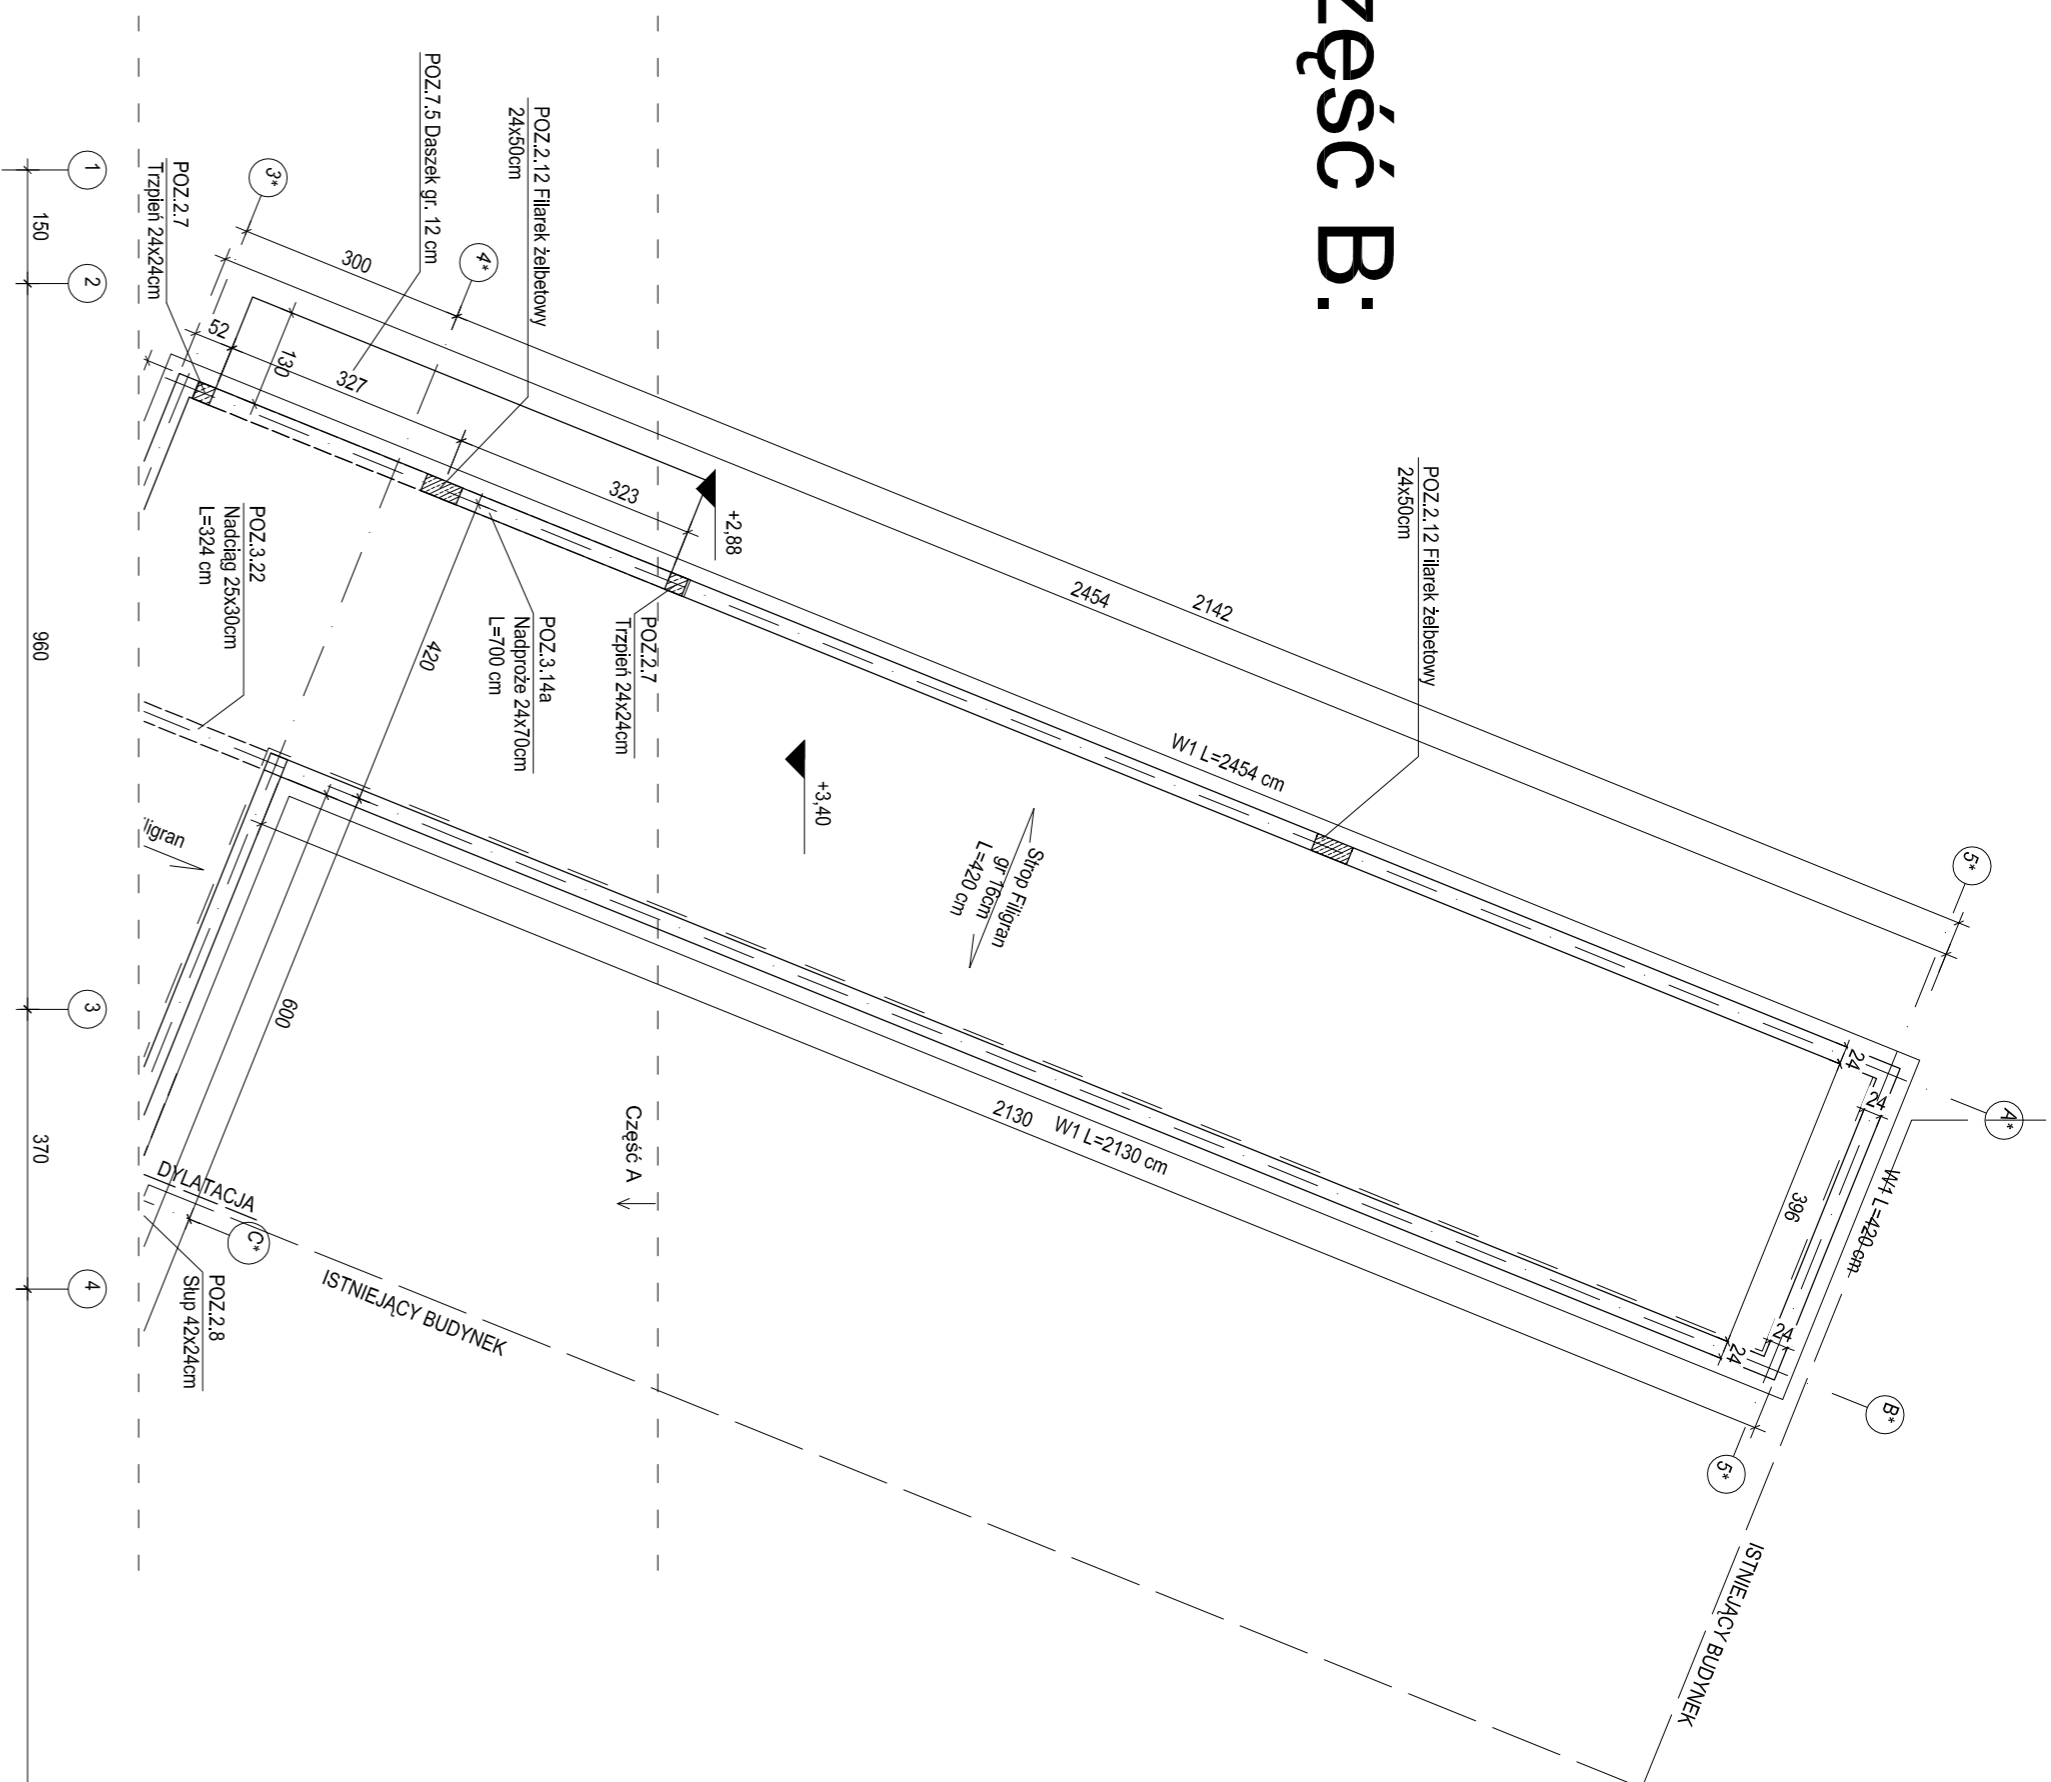 zęść B:
POZ.2.12 Filarek żelbetowy
24x50cm
POZ.2.12 Filarek żelbetowy
24x50cm
POZ.7.5 Daszek gr. 12 cm
POZ.2.7
Trzpień 24x24cm
1
150
2
960
3
370
4
3*
4*
300
52
130
327
323
+2,88
2454
2142
W1 L=2454 cm
5*
POZ.3.22
Nadciąg 25x30cm
L=324 cm
420
POZ.3.14a
Nadproże 24x70cm
L=700 cm
POZ.2.7
Trzpień 24x24cm
+3,40
Strop Filigran
gr 16cm
L=420 cm
ligran
600
2130
W1 L=2130 cm
Część A
24
24
396
24
24
A*
W1 L=420 cm
B*
5*
DYLATACJA
C*
POZ.2.8
Słup 42x24cm
ISTNIEJĄCY BUDYNEK
ISTNIEJĄCY BUDYNEK